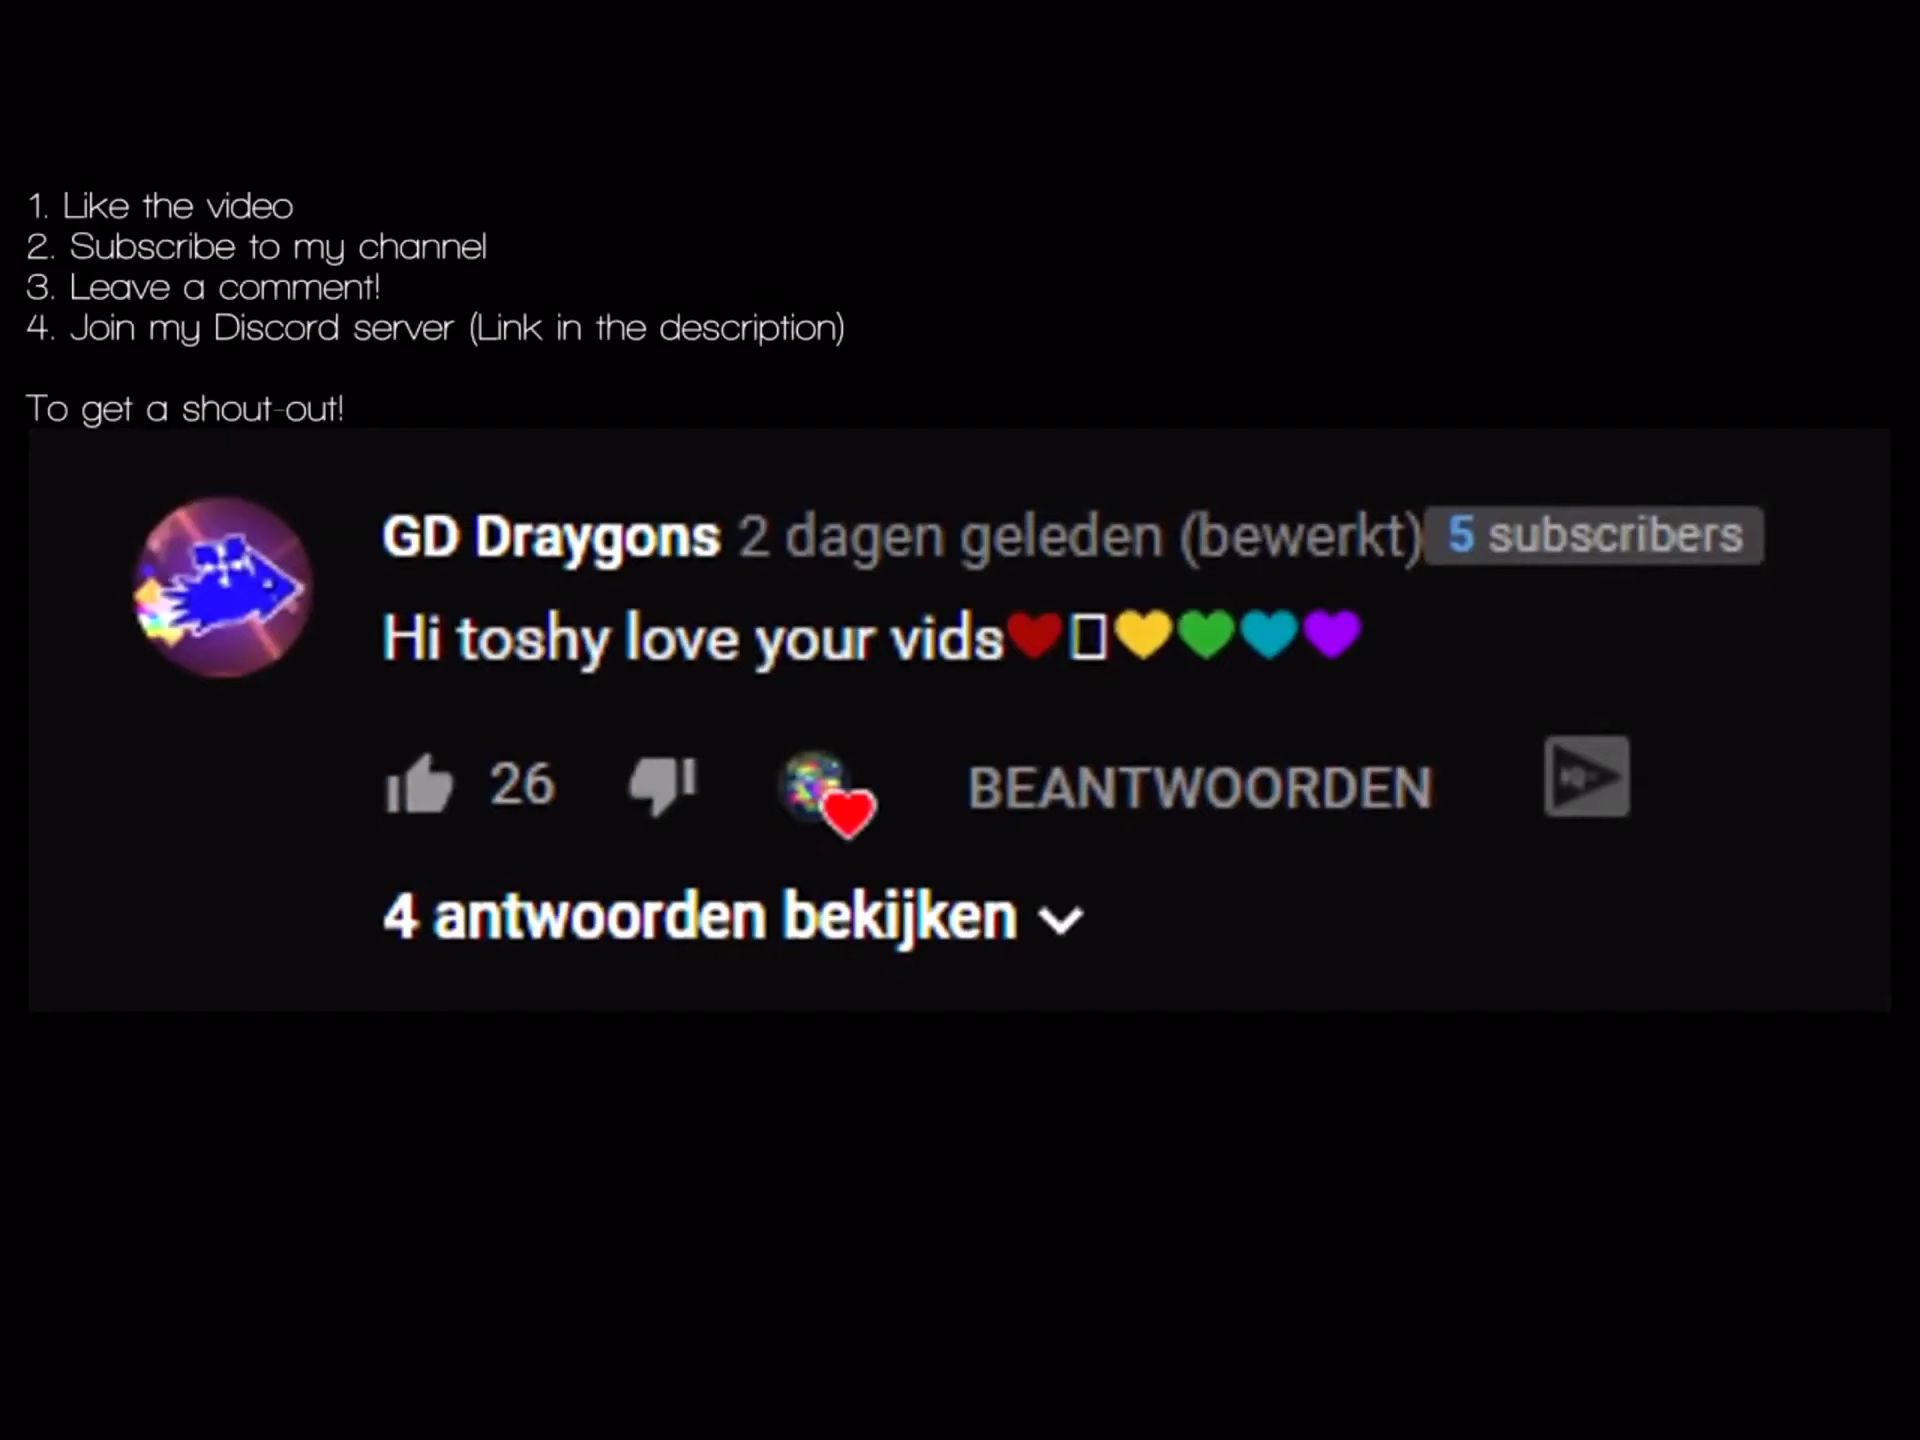 1. Like the video
2. Subscribe to my channel
3. Leave a comment!
4. Join my Discord server (Link in the description)
To get a shout-out!
GD Draygons 2 dagen geleden (bewerkt) 5 subscribers
Hi toshy love your vids❤️▯💛💚💙💜
26 BEANTWOORDEN
4 antwoorden bekijken